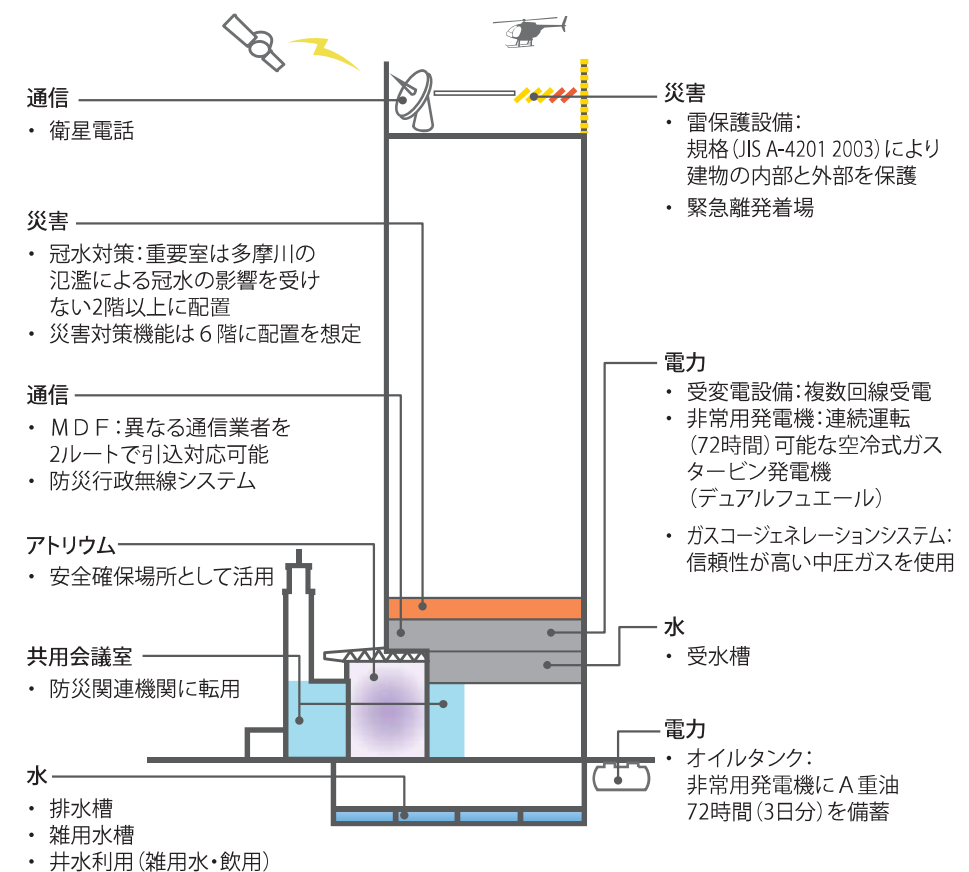 通信
・ 衛星電話
災害
・ 冠水対策：重要室は多摩川の
氾濫による冠水の影響を受け
ない2階以上に配置
・ 災害対策機能は６階に配置を想定
通信
・ ＭＤＦ：異なる通信業者を
2ルートで引込対応可能
・ 防災行政無線システム
アトリウム
・ 安全確保場所として活用
共用会議室
・ 防災関連機関に転用
水
・ 排水槽
・ 雑用水槽
・ 井水利用（雑用水・飲用）
災害
・ 雷保護設備：
規格（JIS A-4201 2003）により
建物の内部と外部を保護
・ 緊急離発着場
電力
・ 受変電設備：複数回線受電
・ 非常用発電機：連続運転
（72時間）可能な空冷式ガス
タービン発電機
（デュアルフュエール）
・ ガスコージェネレーションシステム：
信頼性が高い中圧ガスを使用
水
・ 受水槽
電力
・ オイルタンク：
非常用発電機にＡ重油
72時間（3日分）を備蓄